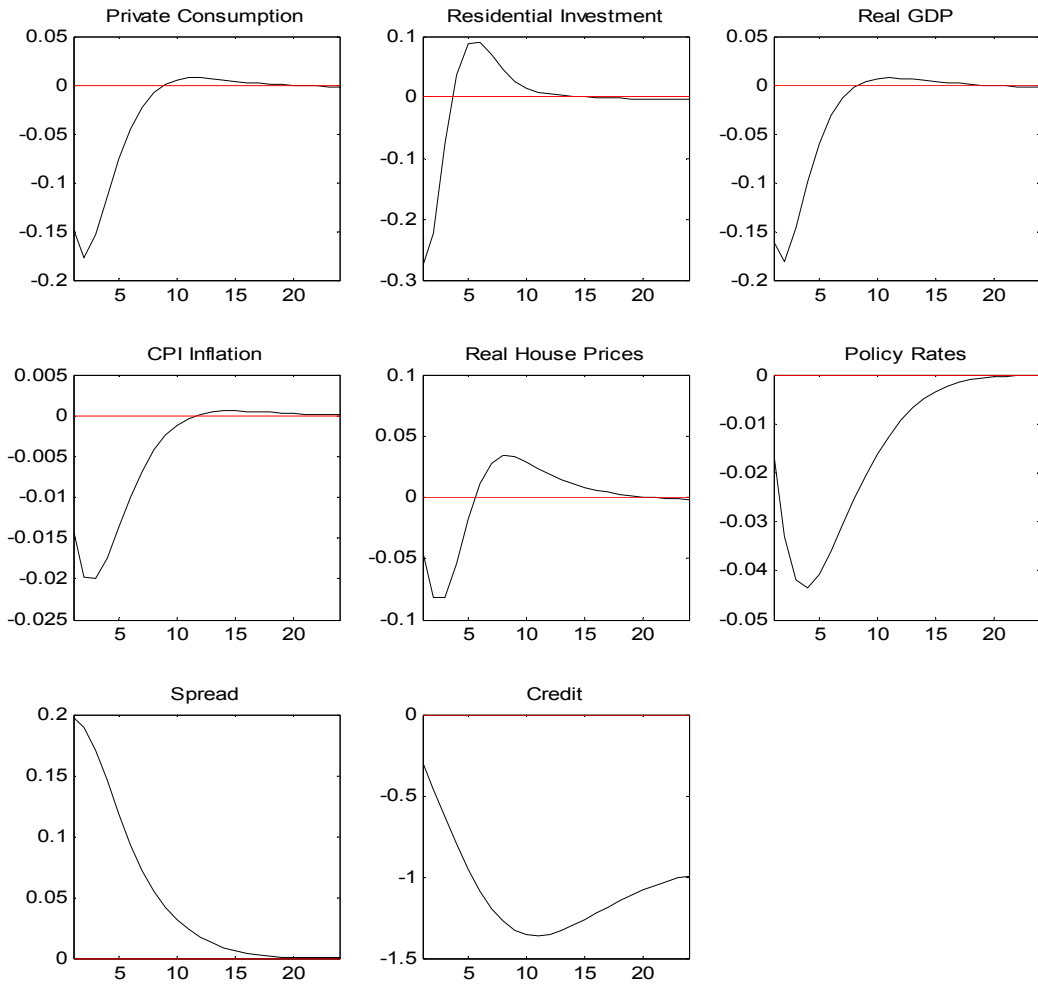 Private Consumption
0.05
0
-0.05
-0.1
-0.15
-0.2
5 10 15 20
Residential Investment
0.1
0
-0.1
-0.2
-0.3
5 10 15 20
Real GDP
0.05
0
-0.05
-0.1
-0.15
-0.2
5 10 15 20
CPI Inflation
0.005
0
-0.005
-0.01
-0.015
-0.02
-0.025
5 10 15 20
Real House Prices
0.1
0.05
0
-0.05
-0.1
5 10 15 20
Policy Rates
0
-0.01
-0.02
-0.03
-0.04
-0.05
5 10 15 20
Spread
0.2
0.15
0.1
0.05
0
5 10 15 20
Credit
0
-0.5
-1
-1.5
5 10 15 20